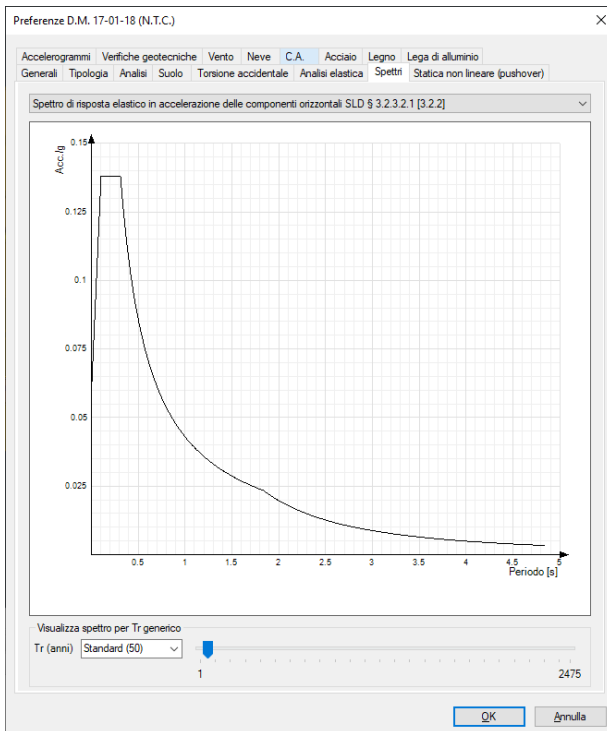 Preferenze D.M. 17-01-18 (N.T.C.)
Accelerogrammi Verifiche geotecniche Vento Neve C.A. Acciaio Legno Lega di alluminio
Generali Tipologia Analisi Suolo Torsione accidentale Analisi elastica Spettri Statica non lineare (pushover)
Spettro di risposta elastico in accelerazione delle componenti orizzontali SLD § 3.2.3.2.1 [3.2.2]
Acc./g
0.15
0.125
0.1
0.075
0.05
0.025
0.5 1 1.5 2 2.5 3 3.5 4 4.5 5
Periodo [s]
Visualizza spettro per Tr generico
Tr (anni) Standard (50)
1 2475
OK Annulla